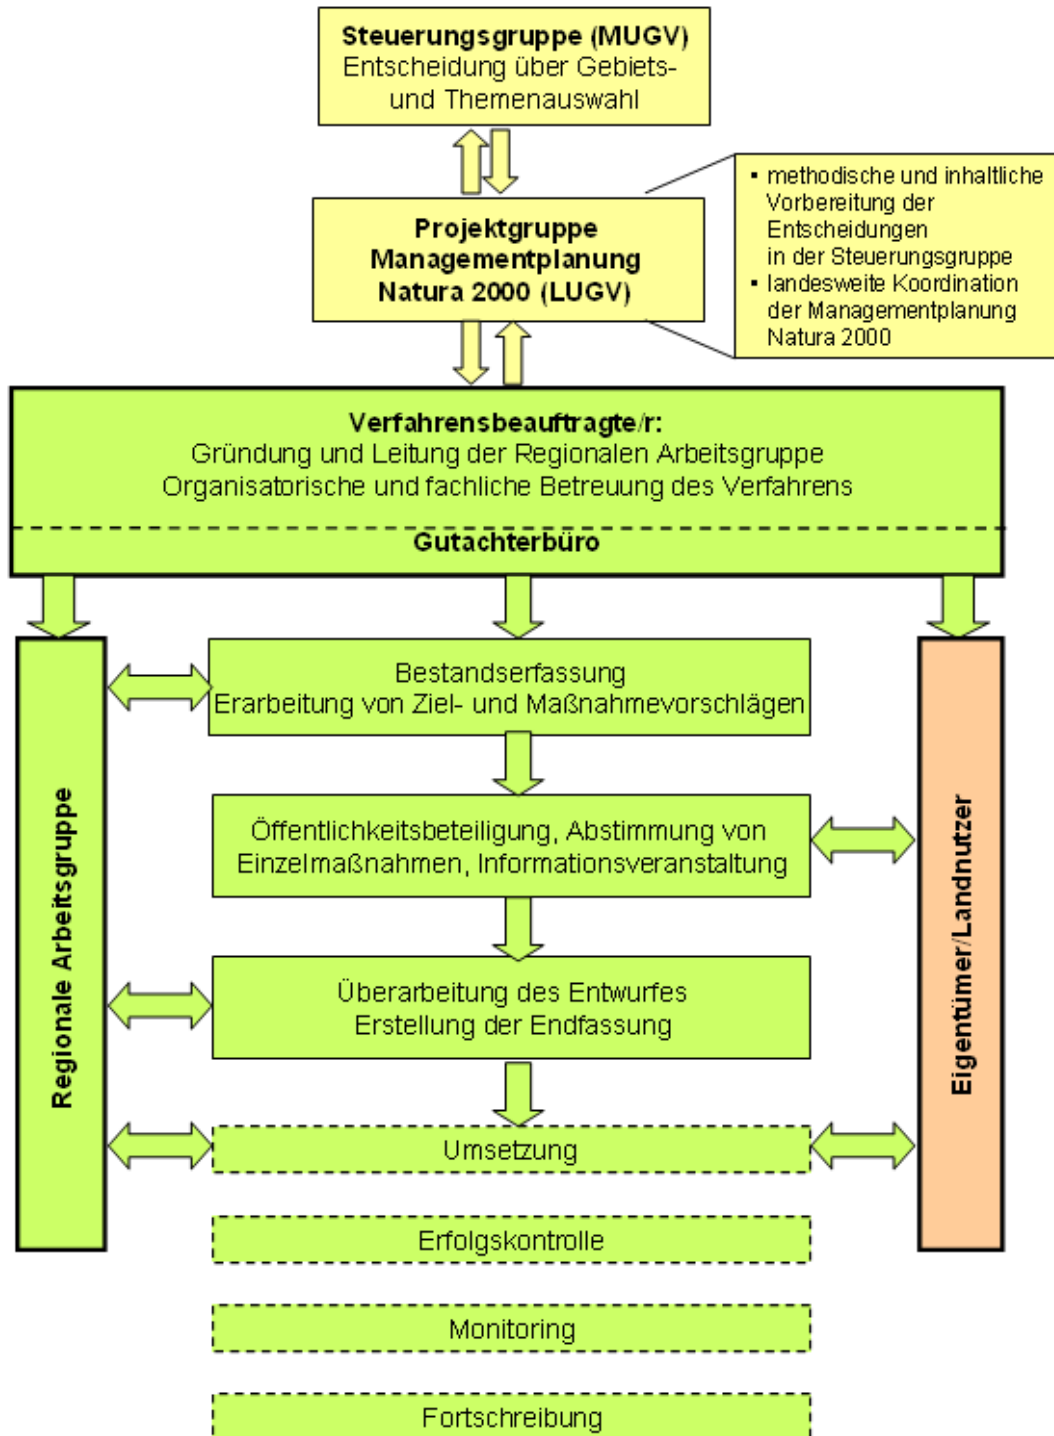 Steuerungsgruppe (MUGV)
Entscheidung über Gebiets-
und Themenauswahl
Projektgruppe
Managementplanung
Natura 2000 (LUGV)
▪ methodische und inhaltliche
Vorbereitung der
Entscheidungen
in der Steuerungsgruppe
▪ landesweite Koordination
der Managementplanung
Natura 2000
Verfahrensbeauftragte/r:
Gründung und Leitung der Regionalen Arbeitsgruppe
Organisatorische und fachliche Betreuung des Verfahrens
Gutachterbüro
Regionale Arbeitsgruppe
Bestandserfassung
Erarbeitung von Ziel- und Maßnahmevorschlägen
Öffentlichkeitsbeteiligung, Abstimmung von
Einzelmaßnahmen, Informationsveranstaltung
Überarbeitung des Entwurfes
Erstellung der Endfassung
Umsetzung
Erfolgskontrolle
Monitoring
Fortschreibung
Eigentümer/Landnutzer